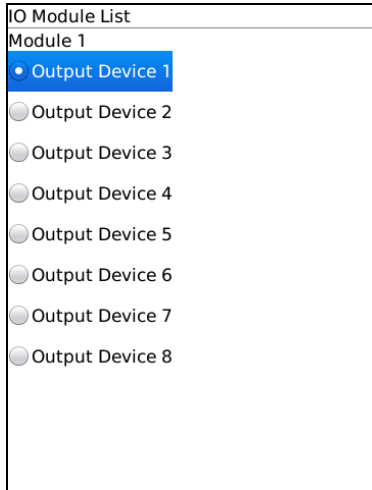 IO Module List
Module 1
Output Device 1
Output Device 2
Output Device 3
Output Device 4
Output Device 5
Output Device 6
Output Device 7
Output Device 8